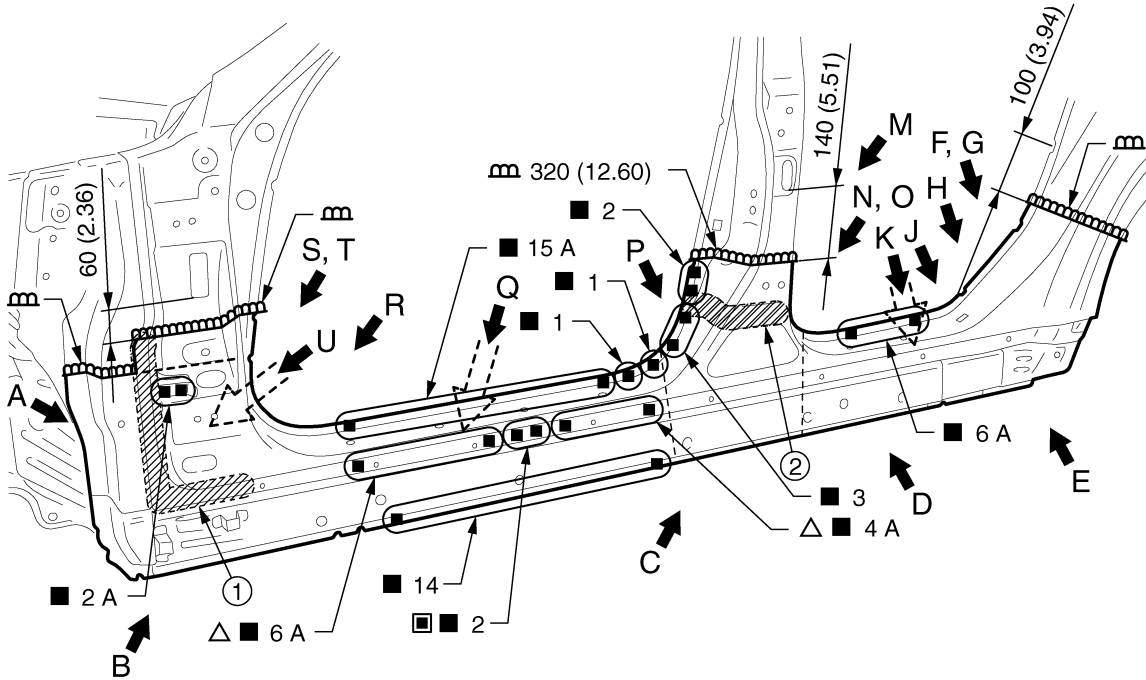 100 (3.94)
140 (5.51)
M
F, G
320 (12.60)
N, O
H
2
K
J
60 (2.36)
S, T
15 A
P
Q
1
R
1
U
A
6 A
2
E
3
D
4 A
C
1
14
2 A
6 A
2
B